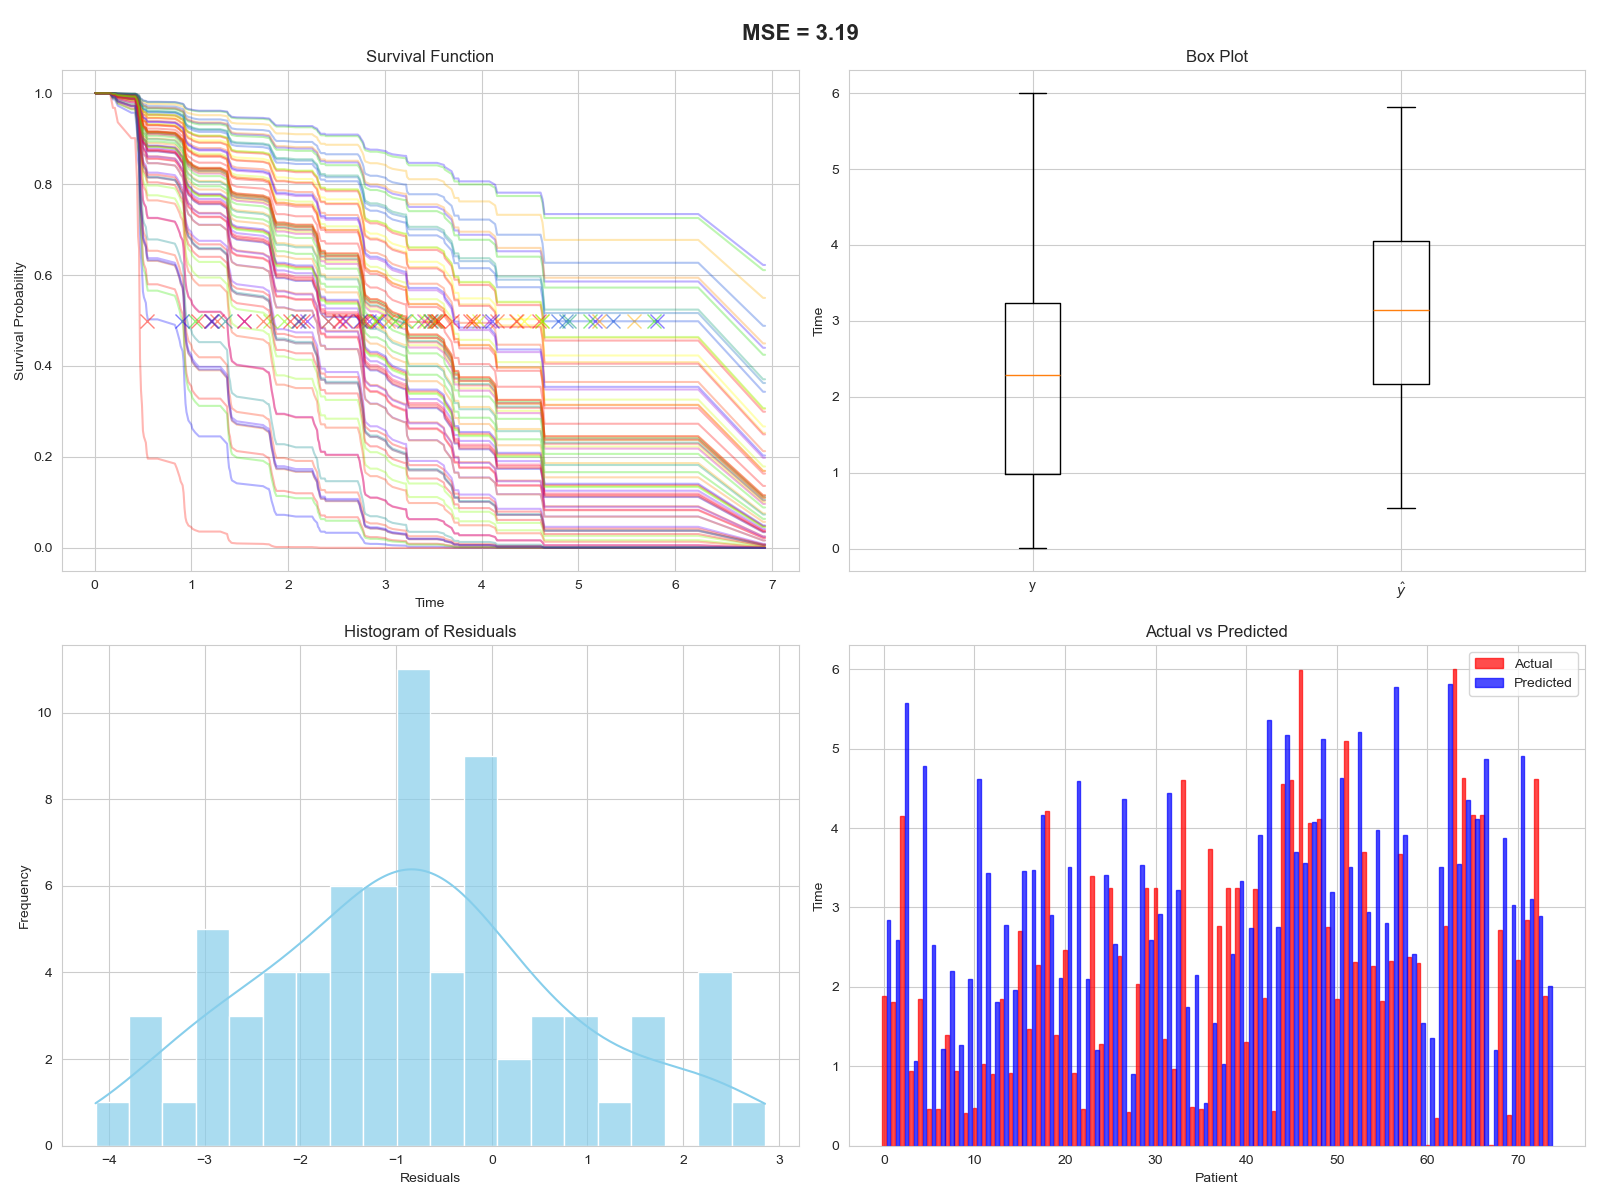 MSE = 3.19
Survival Function
Survival Probability
1.0
0.8
0.6
0.4
0.2
0.0
0 1 2 3 4 5 6 7
Time
Box Plot
Time
6
5
4
3
2
1
0
y ŷ
Histogram of Residuals
Frequency
10
8
6
4
2
0
−4 −3 −2 −1 0 1 2 3
Residuals
Actual vs Predicted
Actual
Predicted
Time
6
5
4
3
2
1
0
0 10 20 30 40 50 60 70
Patient